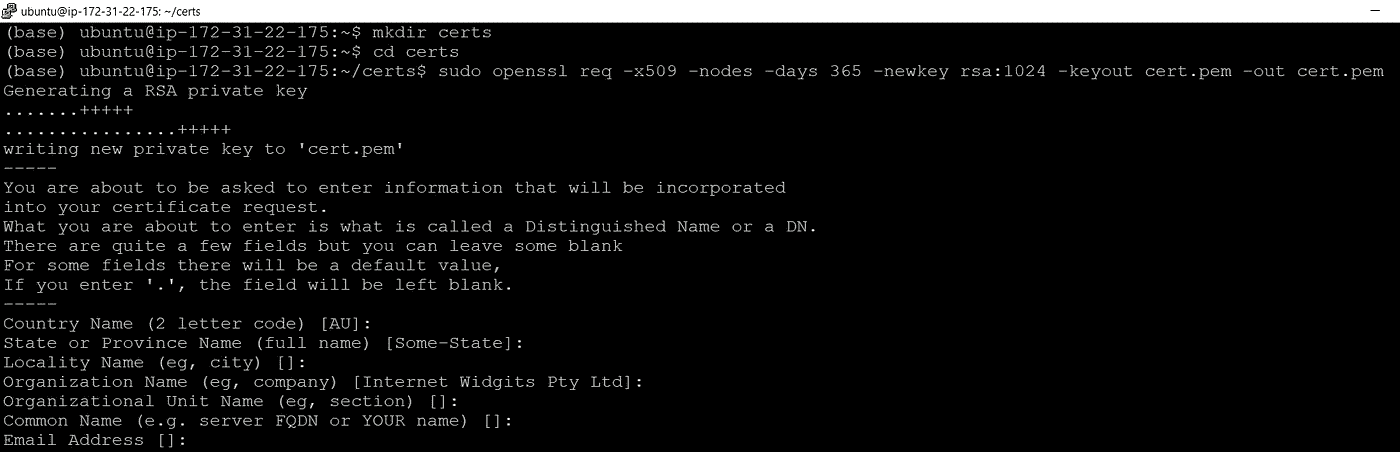 ubuntu@ip-172-31-22-175: ~/certs
(base) ubuntu@ip-172-31-22-175:~$ mkdir certs
(base) ubuntu@ip-172-31-22-175:~$ cd certs
(base) ubuntu@ip-172-31-22-175:~/certs$ sudo openssl req -x509 -nodes -days 365 -newkey rsa:1024 -keyout cert.pem -out cert.pem
Generating a RSA private key
.......+++++
................+++++
writing new private key to 'cert.pem'
-----
You are about to be asked to enter information that will be incorporated
into your certificate request.
What you are about to enter is what is called a Distinguished Name or a DN.
There are quite a few fields but you can leave some blank
For some fields there will be a default value,
If you enter '.', the field will be left blank.
-----
Country Name (2 letter code) [AU]:
State or Province Name (full name) [Some-State]:
Locality Name (eg, city) []:
Organization Name (eg, company) [Internet Widgits Pty Ltd]:
Organizational Unit Name (eg, section) []:
Common Name (e.g. server FQDN or YOUR name) []:
Email Address []: